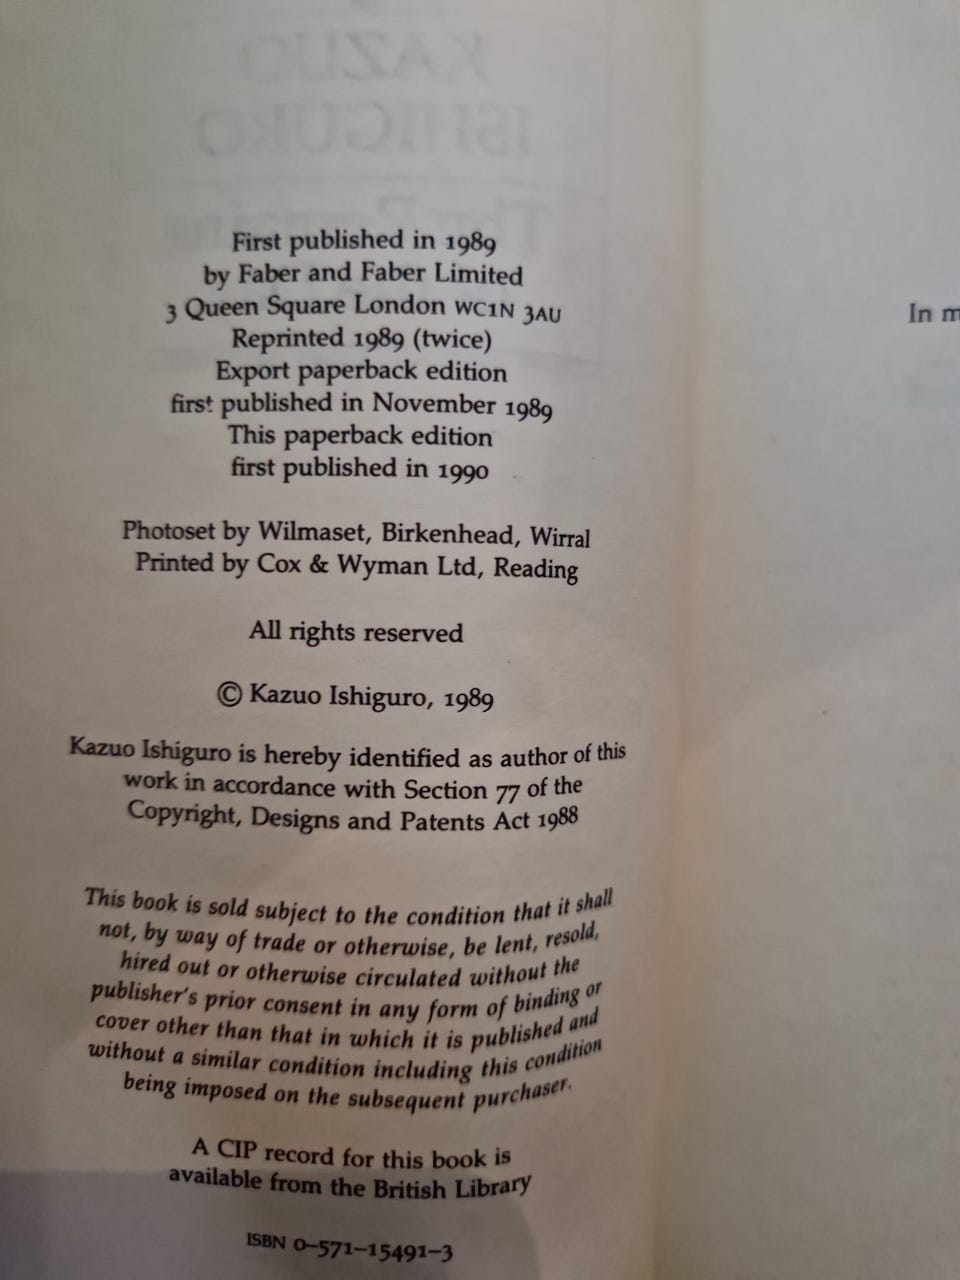 KAZUO
ISHIGURO
First published in 1989
by Faber and Faber Limited
3 Queen Square London WC1N 3AU
Reprinted 1989 (twice)
Export paperback edition
first published in November 1989
This paperback edition
first published in 1990
Photoset by Wilmaset, Birkenhead, Wirral
Printed by Cox & Wyman Ltd, Reading
All rights reserved
© Kazuo Ishiguro, 1989
Kazuo Ishiguro is hereby identified as author of this
work in accordance with Section 77 of the
Copyright, Designs and Patents Act 1988
This book is sold subject to the condition that it shall
not, by way of trade or otherwise, be lent, resold,
hired out or otherwise circulated without the
publisher's prior consent in any form of binding or
cover other than that in which it is published and
without a similar condition including this condition
being imposed on the subsequent purchaser.
A CIP record for this book is
available from the British Library
ISBN 0-571-15491-3
In m